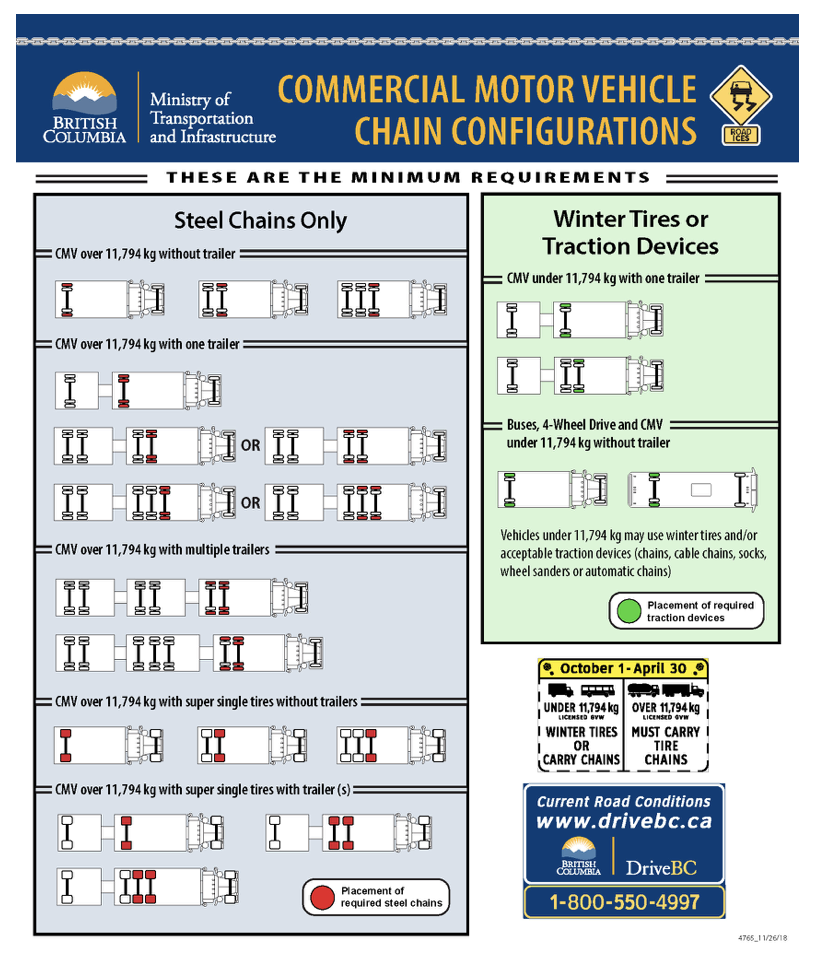 BRITISH
COLUMBIA
Ministry of
Transportation
and Infrastructure
COMMERCIAL MOTOR VEHICLE
CHAIN CONFIGURATIONS
ROAD
ICES
THESE ARE THE MINIMUM REQUIREMENTS
Steel Chains Only
CMV over 11,794 kg without trailer
CMV over 11,794 kg with one trailer
OR
OR
CMV over 11,794 kg with multiple trailers
CMV over 11,794 kg with super single tires without trailers
CMV over 11,794 kg with super single tires with trailer (s)
Placement of
required steel chains
Winter Tires or
Traction Devices
CMV under 11,794 kg with one trailer
Buses, 4-Wheel Drive and CMV
under 11,794 kg without trailer
Vehicles under 11,794 kg may use winter tires and/or
acceptable traction devices (chains, cable chains, socks,
wheel sanders or automatic chains)
Placement of required
traction devices
October 1 - April 30
UNDER 11,794 kg
LICENSED GVW
WINTER TIRES
OR
CARRY CHAINS
OVER 11,794 kg
LICENSED GVW
MUST CARRY
TIRE
CHAINS
Current Road Conditions
www.drivebc.ca
BRITISH
COLUMBIA
DriveBC
1-800-550-4997
4765_11/26/18